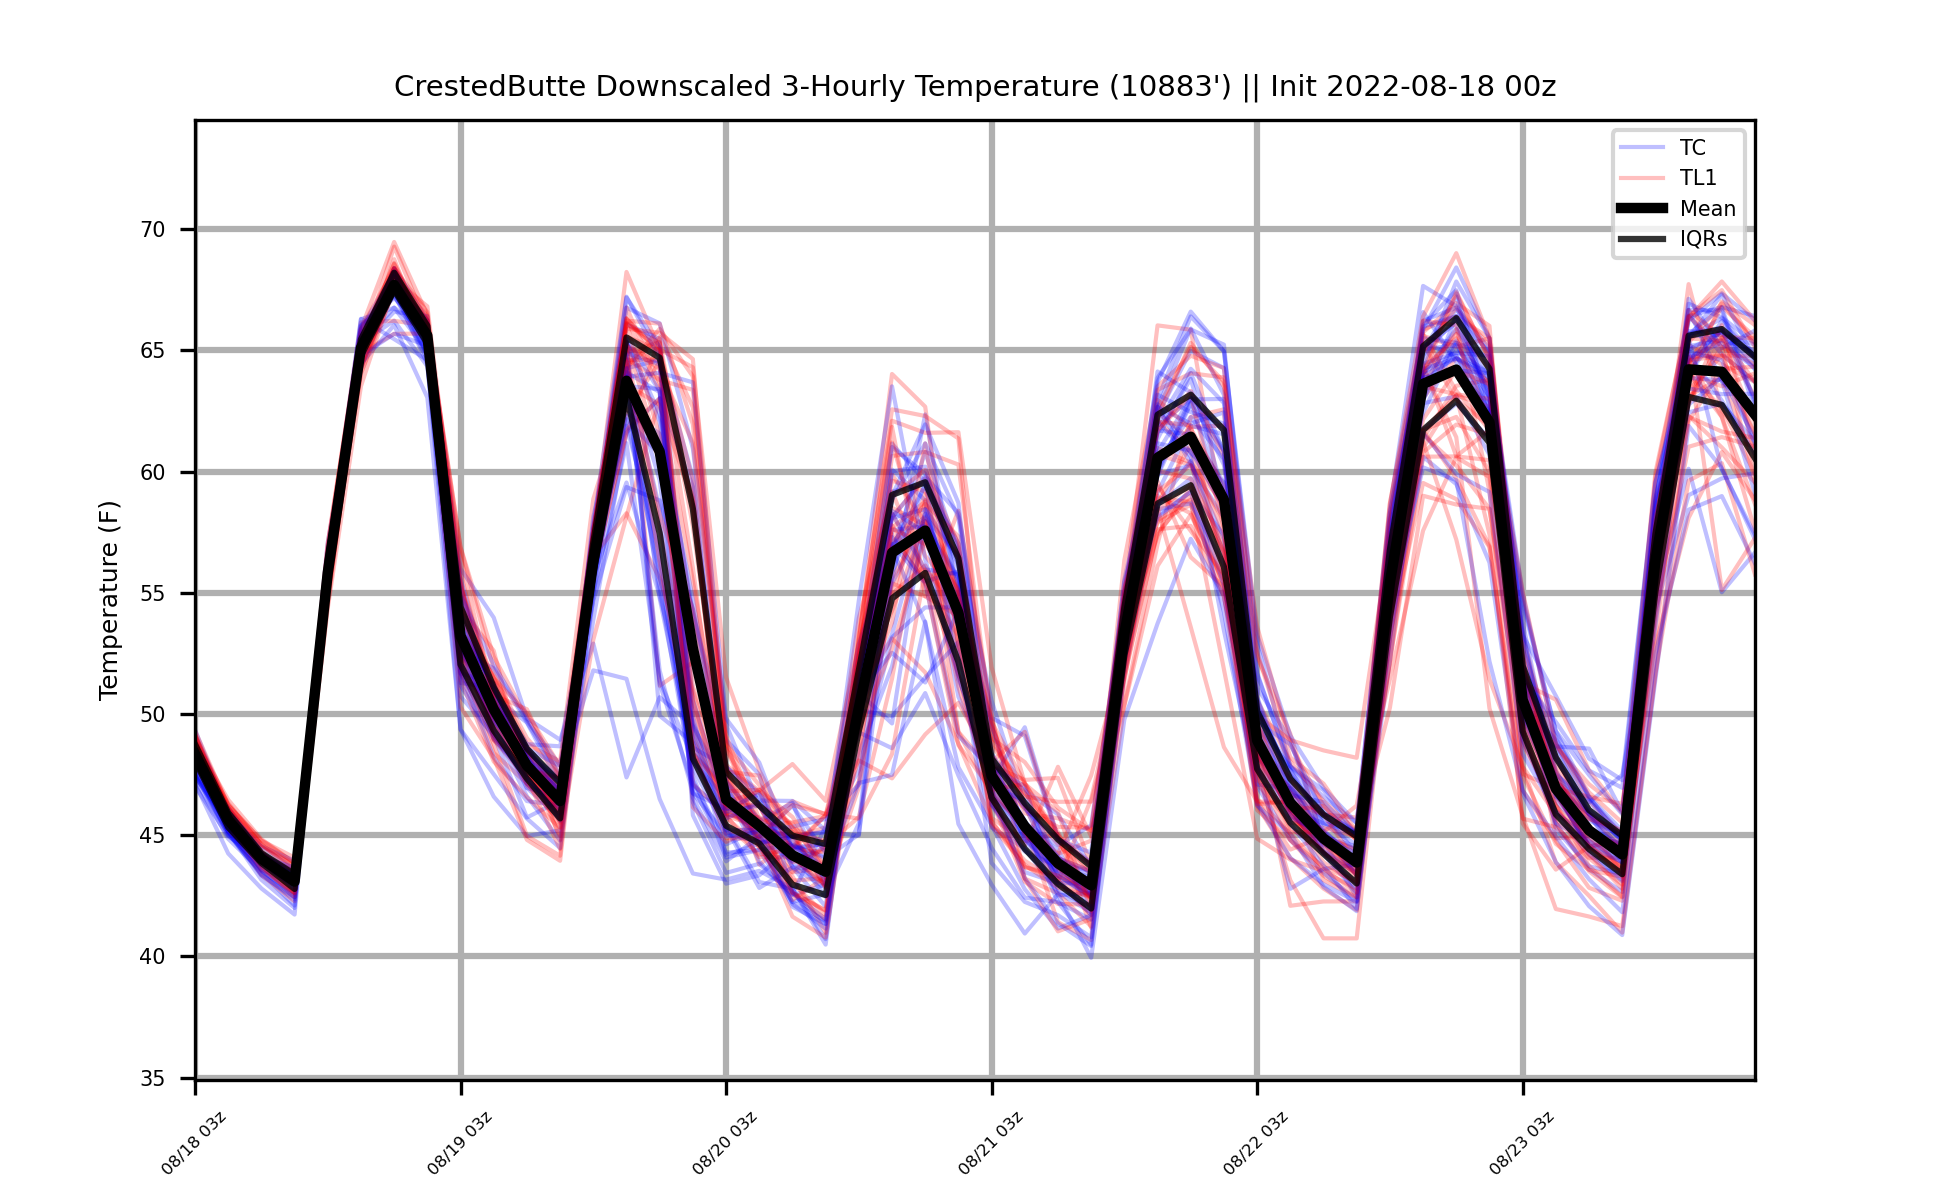 CrestedButte Downscaled 3-Hourly Temperature (10883') || Init 2022-08-18 00z
TC
TL1
Mean
IQRs
Temperature (F)
70
65
60
55
50
45
40
35
08/18 03z
08/19 03z
08/20 03z
08/21 03z
08/22 03z
08/23 03z